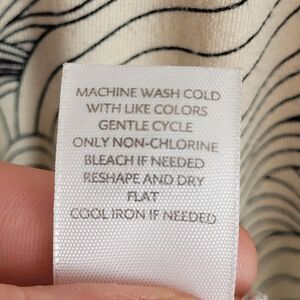 MACHINE WASH COLD
WITH LIKE COLORS
GENTLE CYCLE
ONLY NON-CHLORINE
BLEACH IF NEEDED
RESHAPE AND DRY
FLAT
COOL IRON IF NEEDED